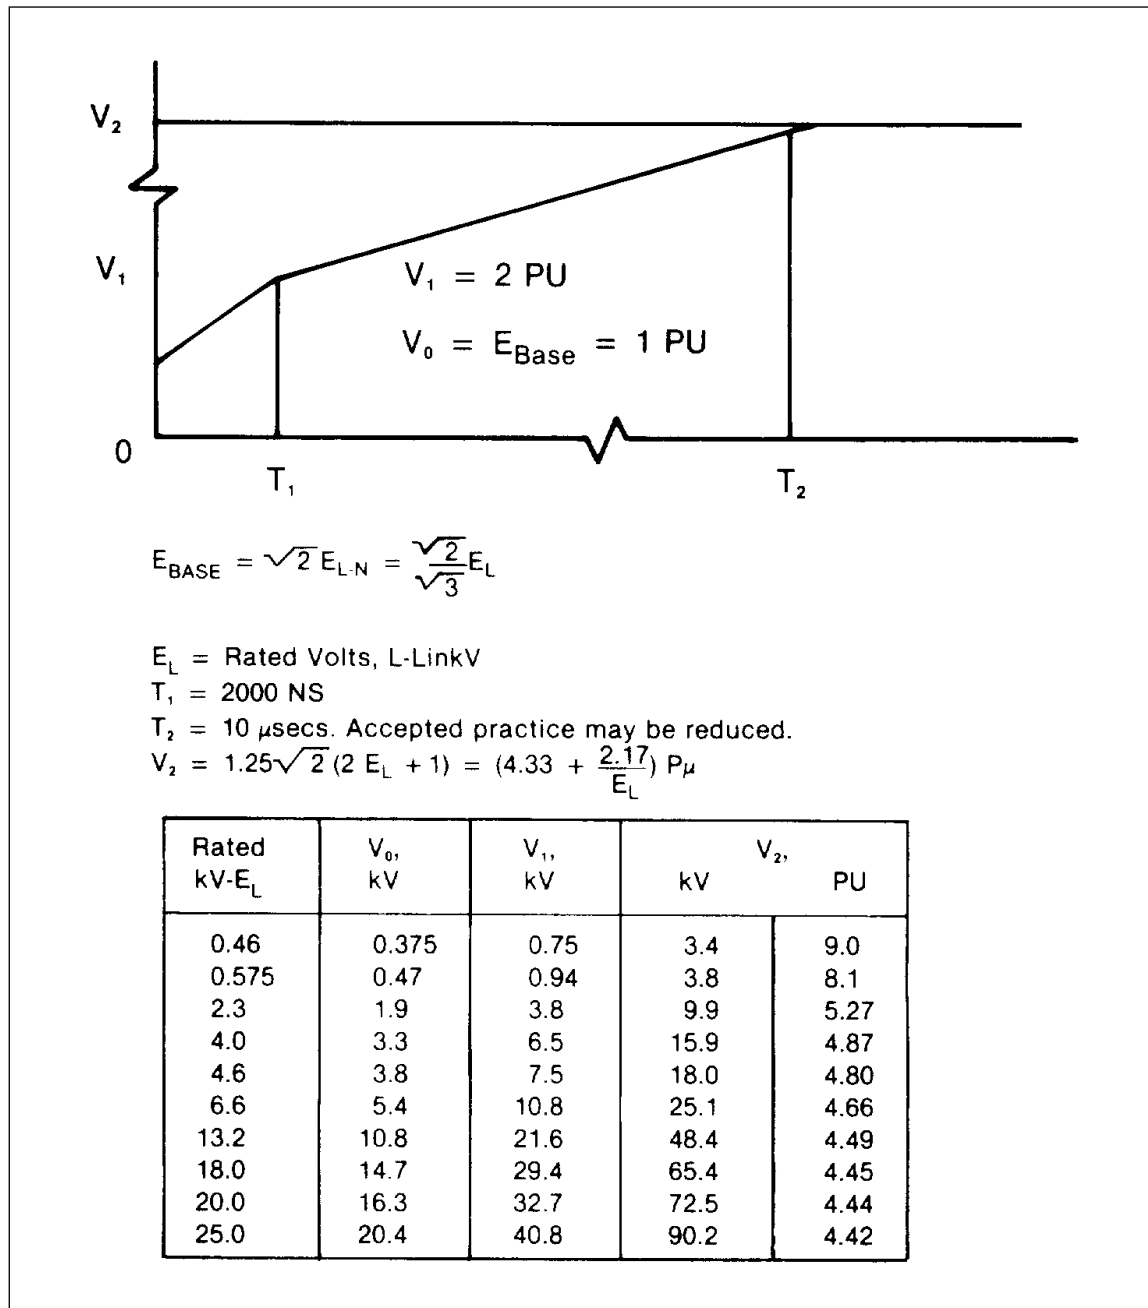 V₂
V₁
V₁ = 2 PU
V₀ = E_Base = 1 PU
0
T₁
T₂
E_BASE = √2 E_L-N = √2/√3 E_L
E_L = Rated Volts, L-LinkV
T₁ = 2000 NS
T₂ = 10 μsecs. Accepted practice may be reduced.
V₂ = 1.25√2 (2 E_L + 1) = (4.33 + 2.17/E_L) Pμ
Rated kV-E_L | V₀, kV | V₁, kV | V₂, kV | PU
0.46 | 0.375 | 0.75 | 3.4 | 9.0
0.575 | 0.47 | 0.94 | 3.8 | 8.1
2.3 | 1.9 | 3.8 | 9.9 | 5.27
4.0 | 3.3 | 6.5 | 15.9 | 4.87
4.6 | 3.8 | 7.5 | 18.0 | 4.80
6.6 | 5.4 | 10.8 | 25.1 | 4.66
13.2 | 10.8 | 21.6 | 48.4 | 4.49
18.0 | 14.7 | 29.4 | 65.4 | 4.45
20.0 | 16.3 | 32.7 | 72.5 | 4.44
25.0 | 20.4 | 40.8 | 90.2 | 4.42